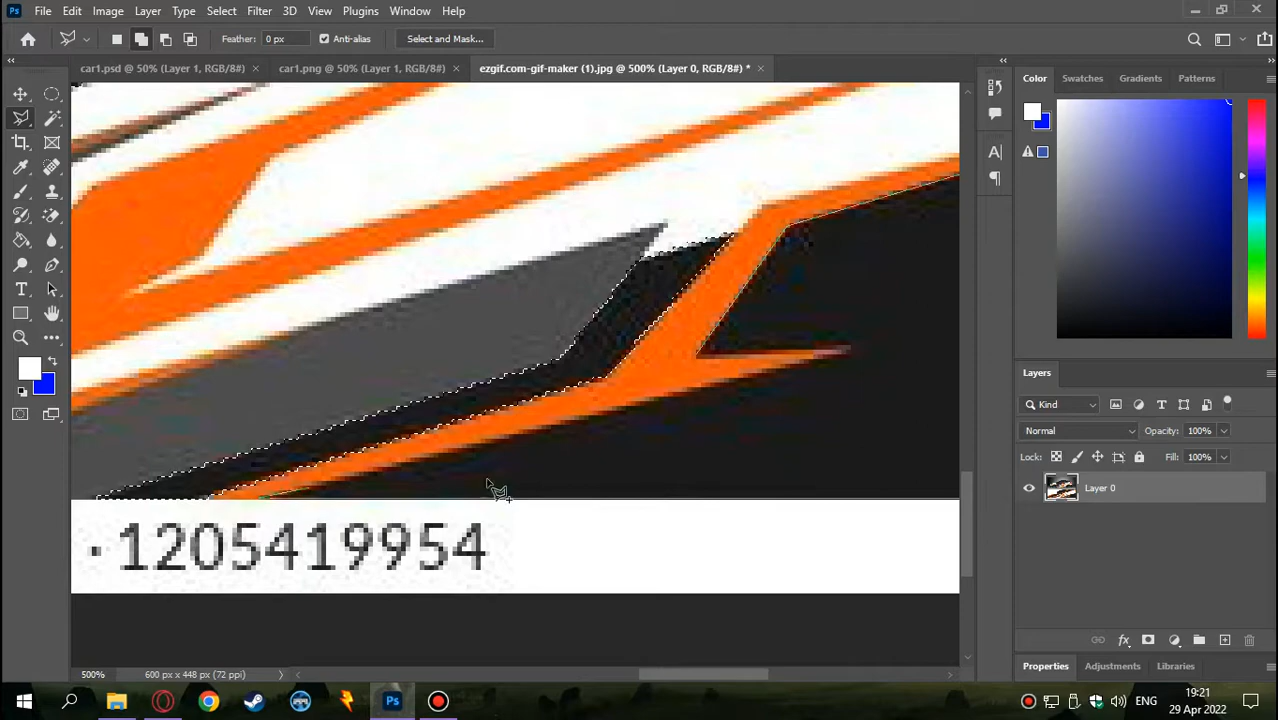 Ps File Edit Image Layer Type Select Filter 3D View Plugins Window Help
Feather: 0 px Anti-alias Select and Mask...
car1.psd @ 50% (Layer 1, RGB/8#) × car1.png @ 50% (Layer 1, RGB/8#) × ezgif.com-gif-maker (1).jpg @ 500% (Layer 0, RGB/8#) * ×
Color Swatches Gradients Patterns
Layers
Kind
Normal Opacity: 100%
Lock: Fill: 100%
Layer 0
· 1205419954
500% 600 px x 448 px (72 ppi)
Properties Adjustments Libraries
Ps ENG 19:21
29 Apr 2022